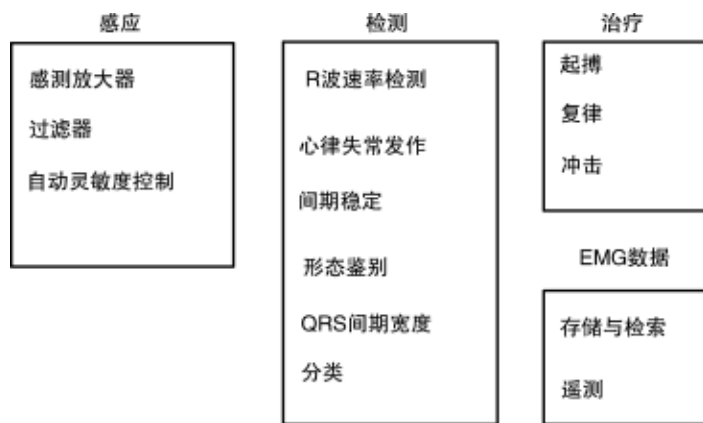 感应
感测放大器
过滤器
自动灵敏度控制
检测
R波速率检测
心律失常发作
间期稳定
形态鉴别
QRS间期宽度
分类
治疗
起搏
复律
冲击
EMG数据
存储与检索
遥测